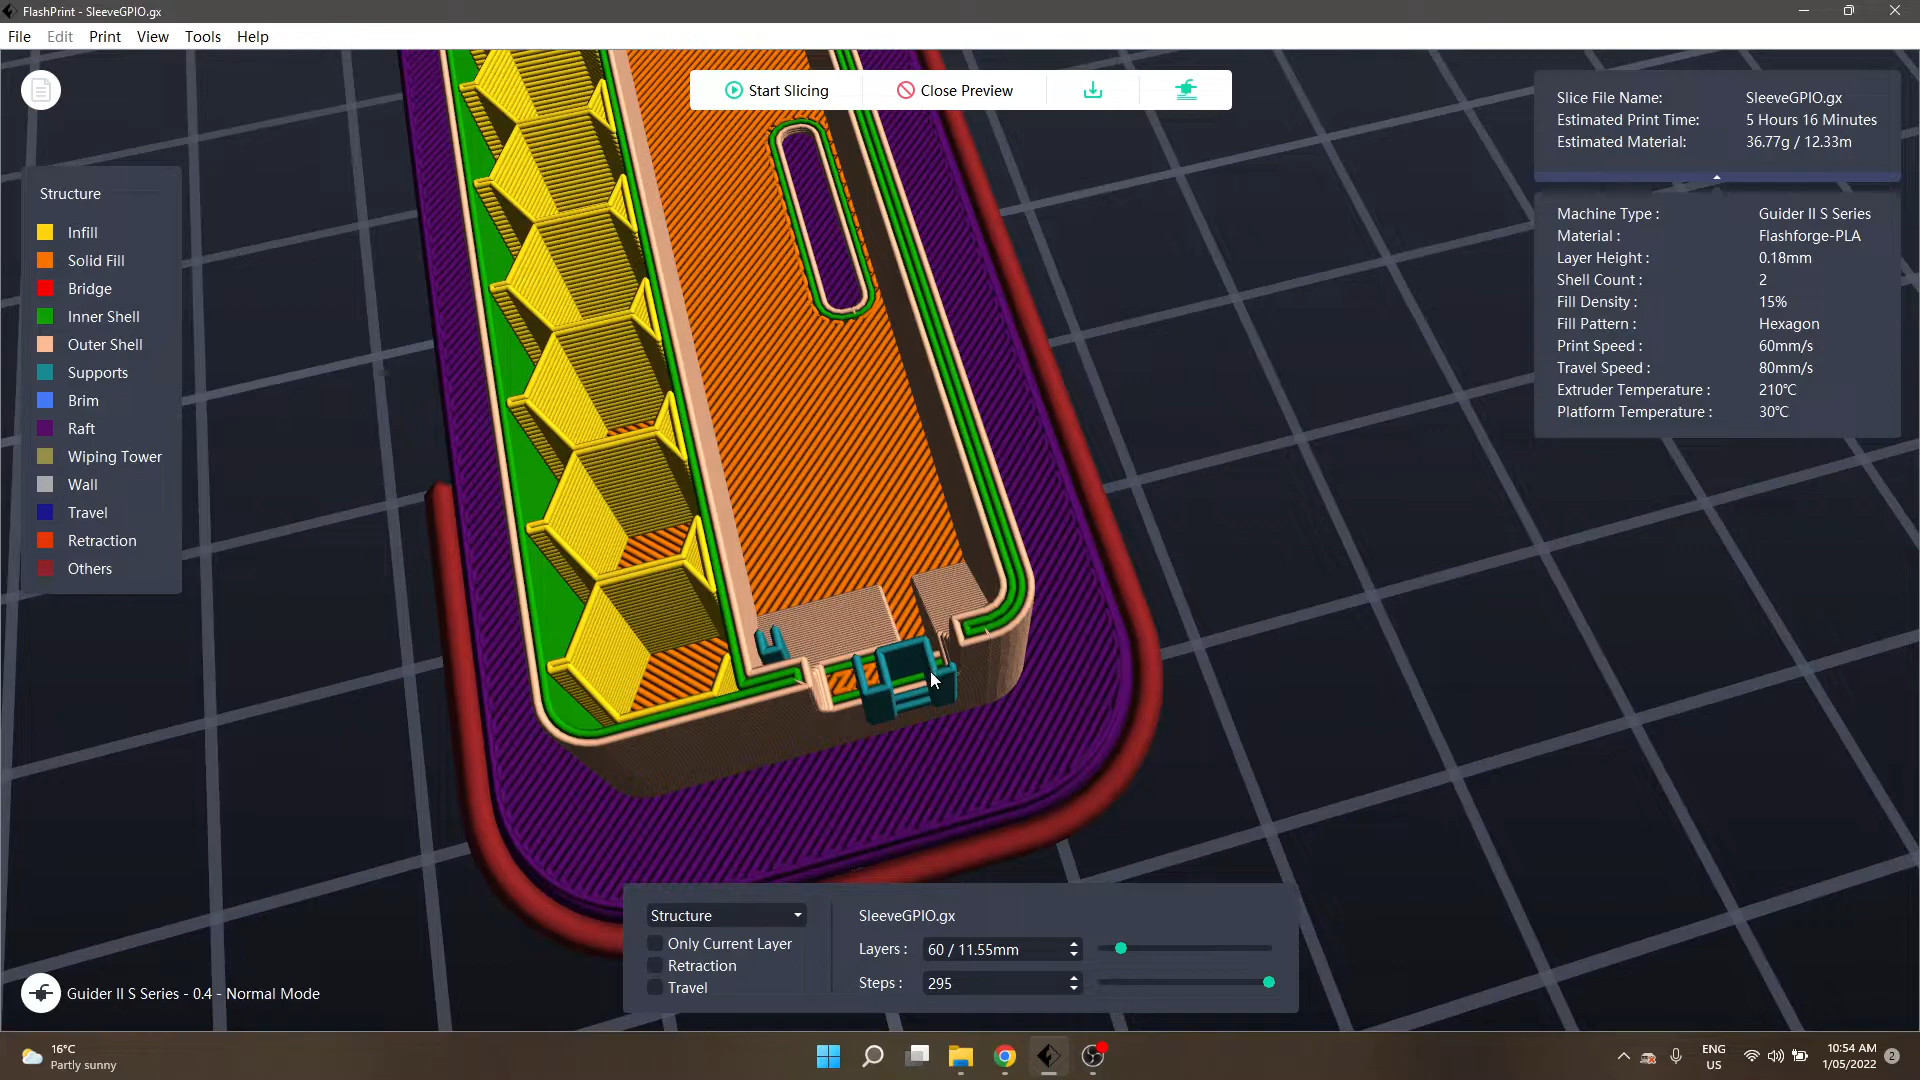 FlashPrint - SleeveGPIO.gx
File Edit Print View Tools Help
Start Slicing
Close Preview
Slice File Name: SleeveGPIO.gx
Estimated Print Time: 5 Hours 16 Minutes
Estimated Material: 36.77g / 12.33m
Machine Type : Guider II S Series
Material : Flashforge-PLA
Layer Height : 0.18mm
Shell Count : 2
Fill Density : 15%
Fill Pattern : Hexagon
Print Speed : 60mm/s
Travel Speed : 80mm/s
Extruder Temperature : 210℃
Platform Temperature : 30℃
Structure
Infill
Solid Fill
Bridge
Inner Shell
Outer Shell
Supports
Brim
Raft
Wiping Tower
Wall
Travel
Retraction
Others
Structure
Only Current Layer
Retraction
Travel
SleeveGPIO.gx
Layers : 60 / 11.55mm
Steps : 295
Guider II S Series - 0.4 - Normal Mode
16°C
Partly sunny
ENG
US
10:54 AM
1/05/2022
2